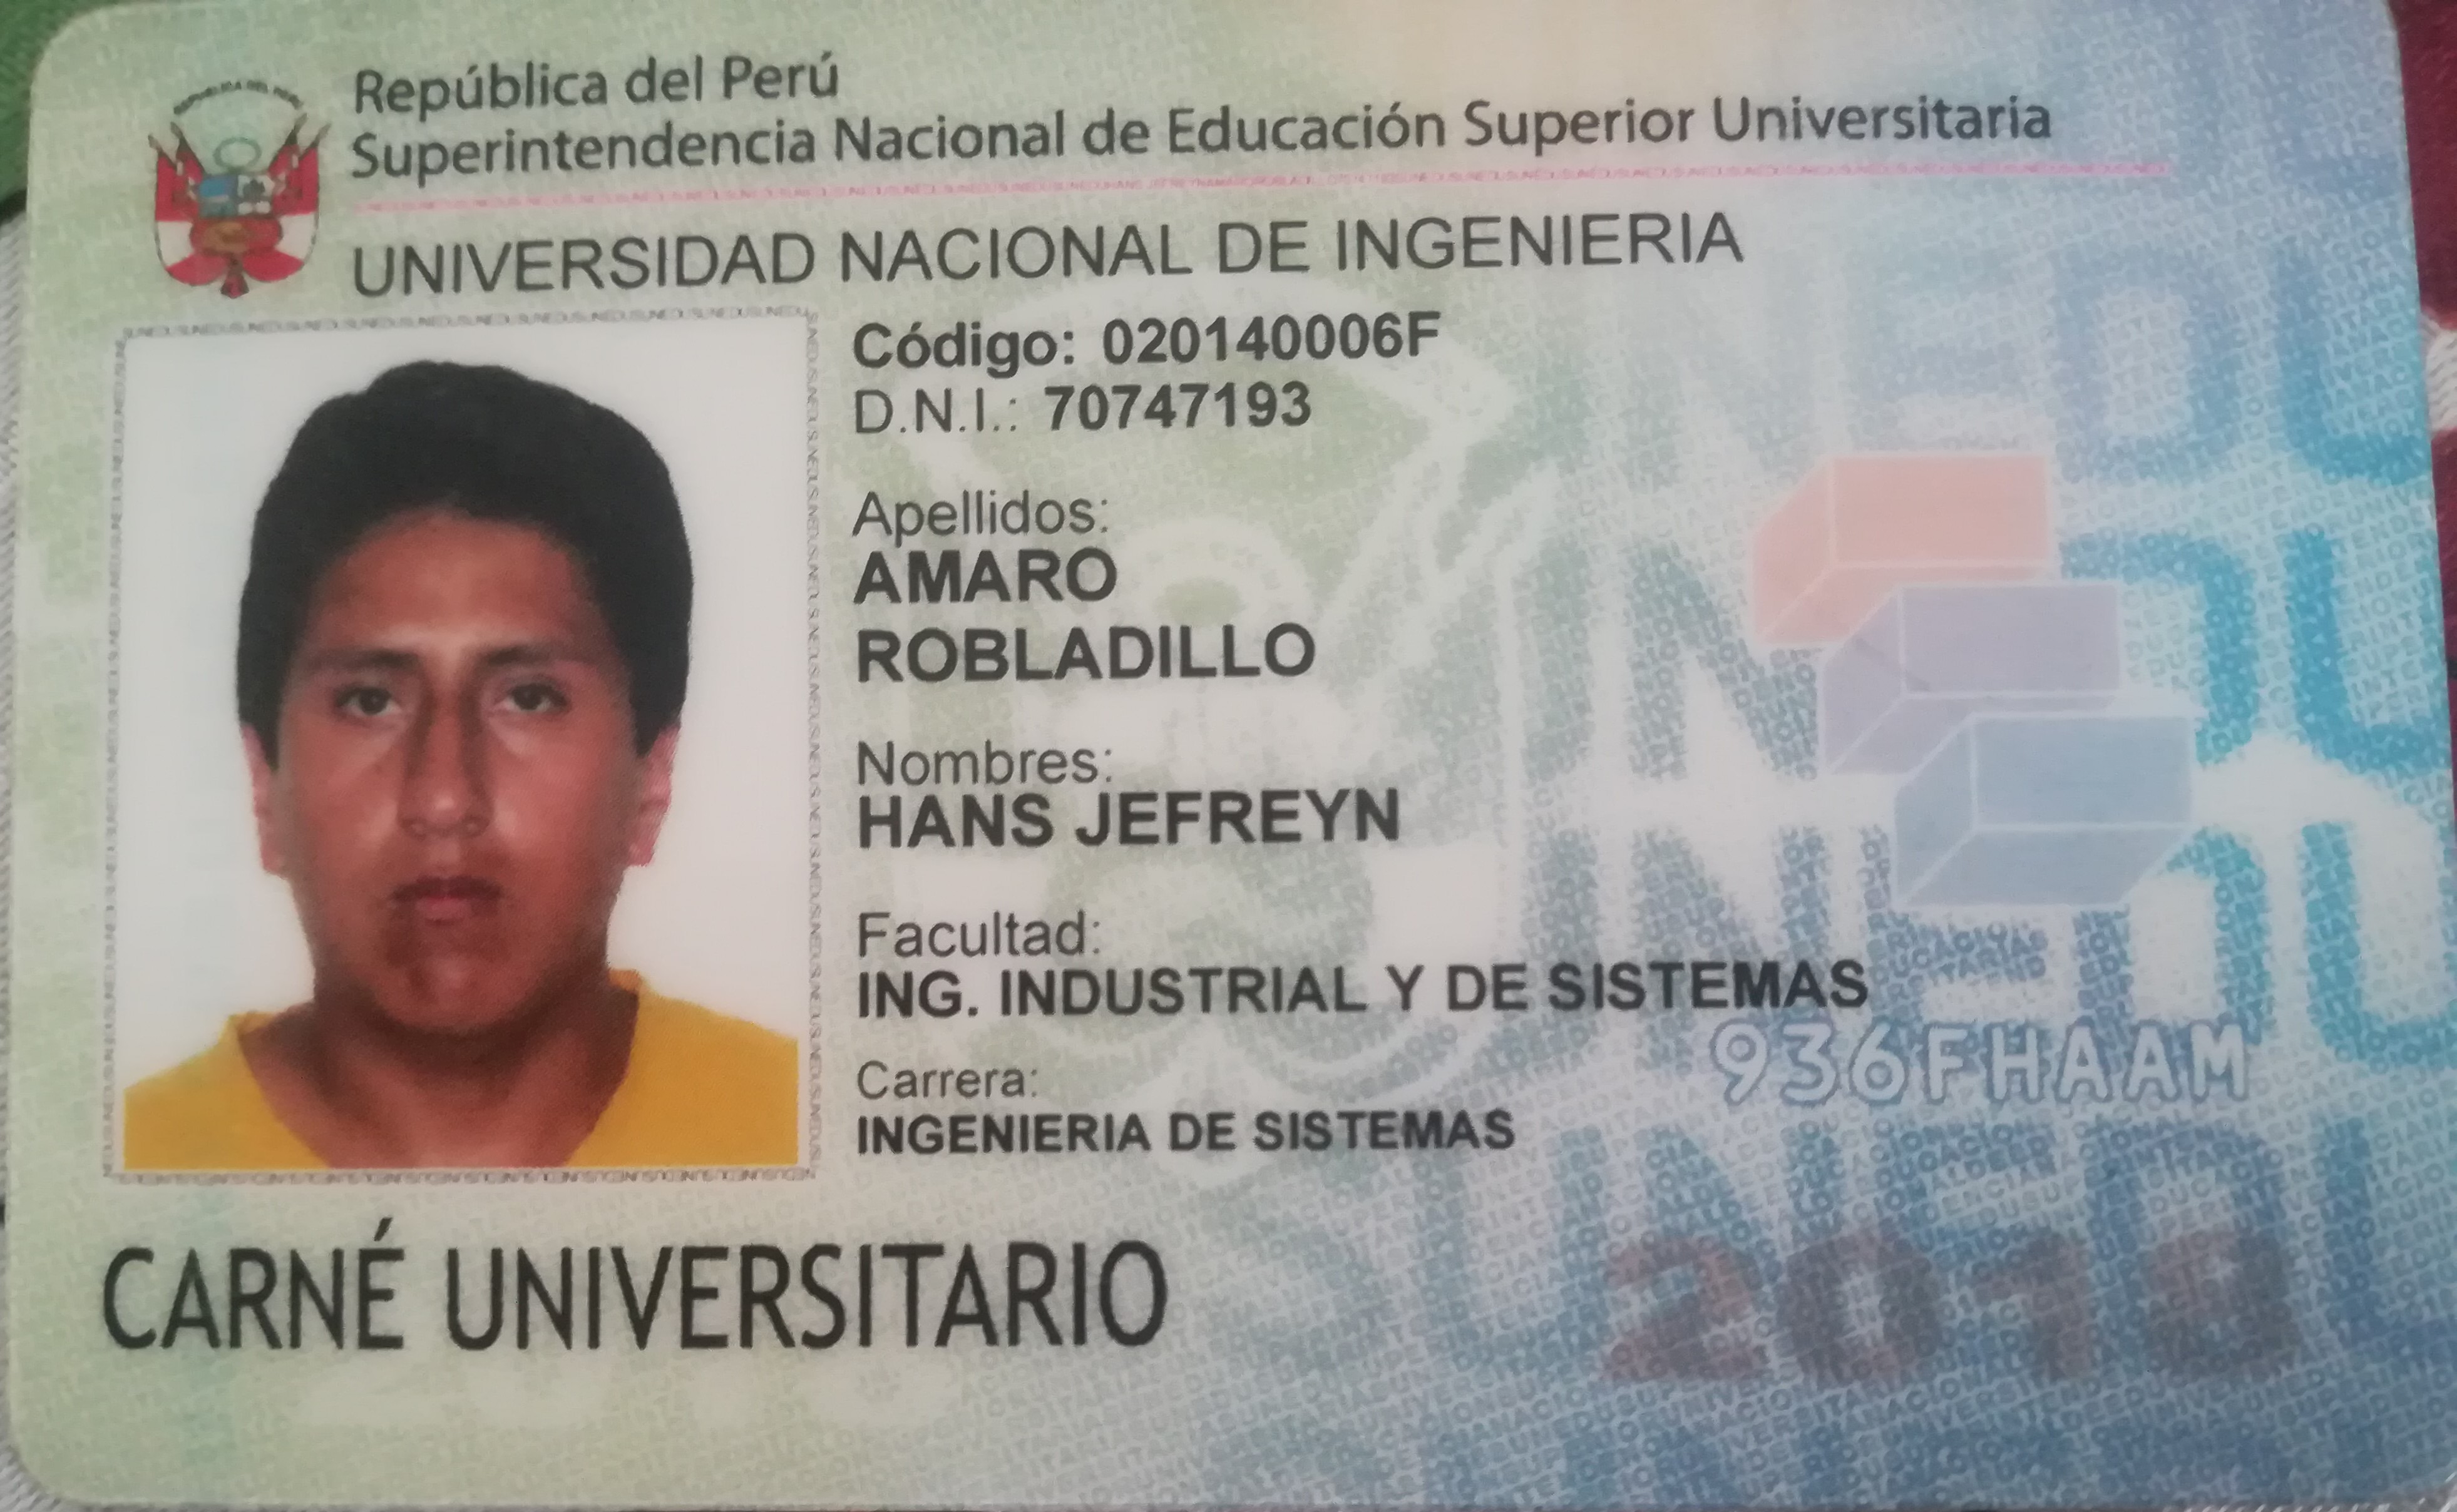 República del Perú
Superintendencia Nacional de Educación Superior Universitaria
UNIVERSIDAD NACIONAL DE INGENIERIA
Código: 020140006F
D.N.I.: 70747193
Apellidos:
AMARO
ROBLADILLO
Nombres:
HANS JEFREYN
Facultad:
ING. INDUSTRIAL Y DE SISTEMAS
936FHAAM
Carrera:
INGENIERIA DE SISTEMAS
CARNÉ UNIVERSITARIO